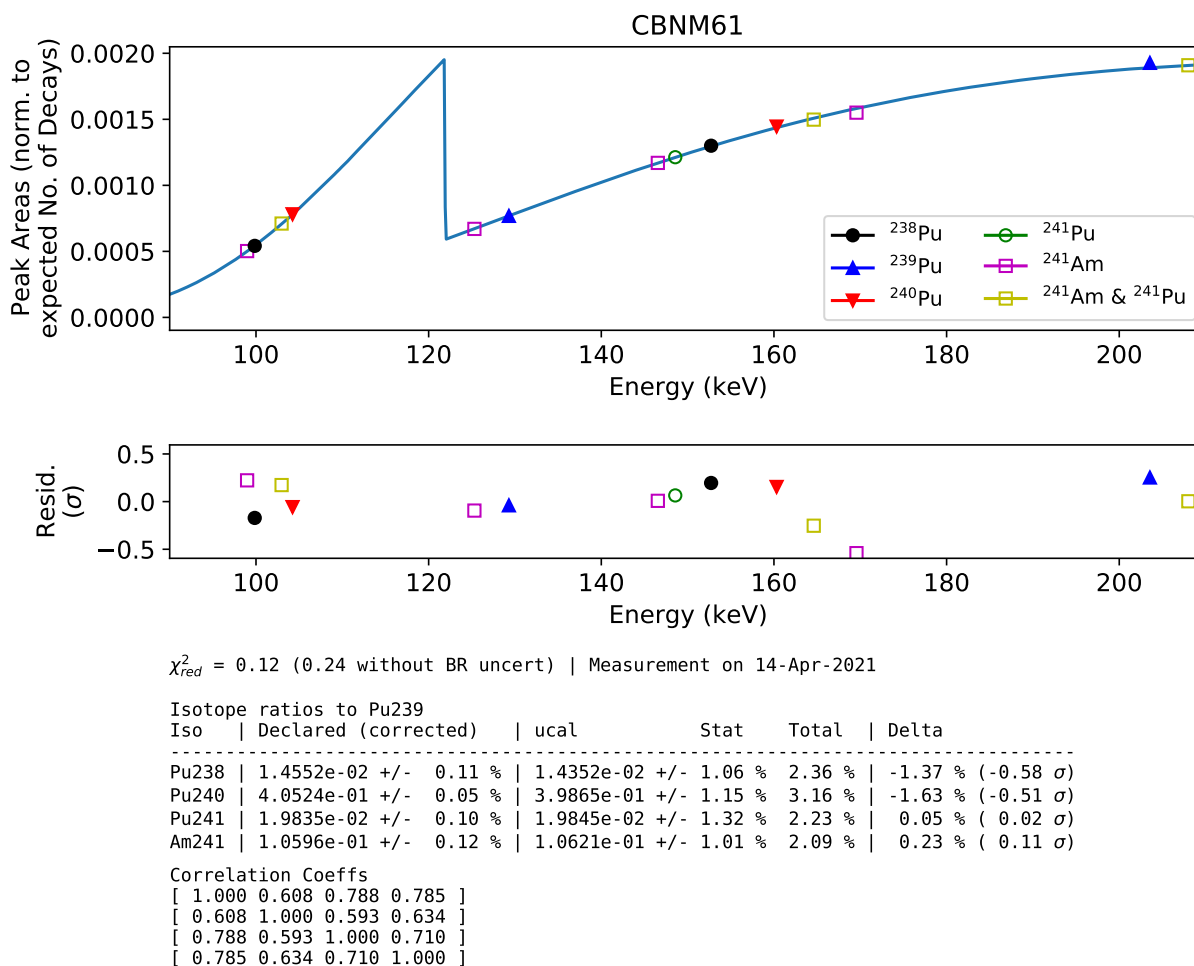 CBNM61
Peak Areas (norm. to
expected No. of Decays)
0.0020
0.0015
0.0010
0.0005
0.0000
²³⁸Pu
²³⁹Pu
²⁴⁰Pu
²⁴¹Pu
²⁴¹Am
²⁴¹Am & ²⁴¹Pu
100 120 140 160 180 200
Energy (keV)
Resid.
(σ)
0.5
0.0
−0.5
100 120 140 160 180 200
Energy (keV)
χ²red = 0.12 (0.24 without BR uncert) | Measurement on 14-Apr-2021
Isotope ratios to Pu239
Iso | Declared (corrected) | ucal Stat Total | Delta
----------------------------------------------------------------------------------
Pu238 | 1.4552e-02 +/- 0.11 % | 1.4352e-02 +/- 1.06 % 2.36 % | -1.37 % (-0.58 σ)
Pu240 | 4.0524e-01 +/- 0.05 % | 3.9865e-01 +/- 1.15 % 3.16 % | -1.63 % (-0.51 σ)
Pu241 | 1.9835e-02 +/- 0.10 % | 1.9845e-02 +/- 1.32 % 2.23 % | 0.05 % ( 0.02 σ)
Am241 | 1.0596e-01 +/- 0.12 % | 1.0621e-01 +/- 1.01 % 2.09 % | 0.23 % ( 0.11 σ)
Correlation Coeffs
[ 1.000 0.608 0.788 0.785 ]
[ 0.608 1.000 0.593 0.634 ]
[ 0.788 0.593 1.000 0.710 ]
[ 0.785 0.634 0.710 1.000 ]